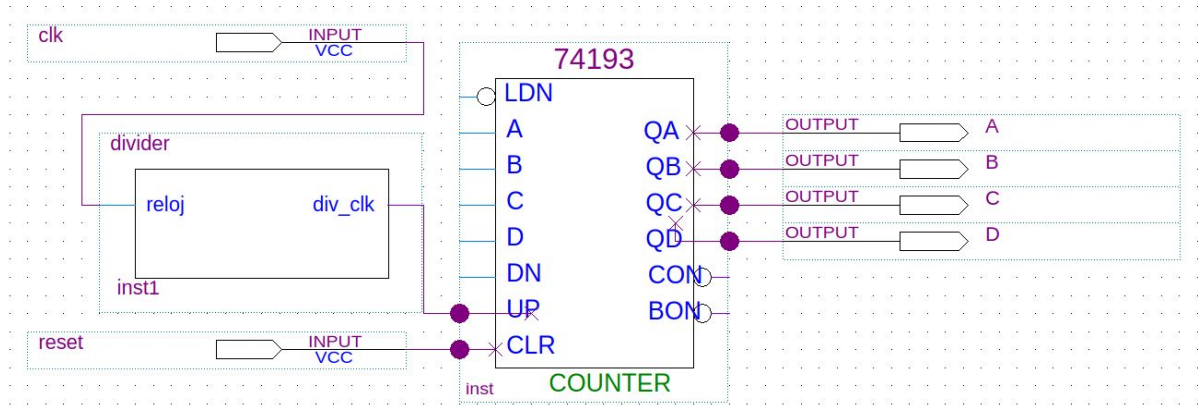 clk
INPUT
VCC
divider
reloj
div_clk
inst1
reset
INPUT
VCC
74193
LDN
A
B
C
D
DN
UP
CLR
QA
QB
QC
QD
CON
BON
inst
COUNTER
OUTPUT
A
OUTPUT
B
OUTPUT
C
OUTPUT
D